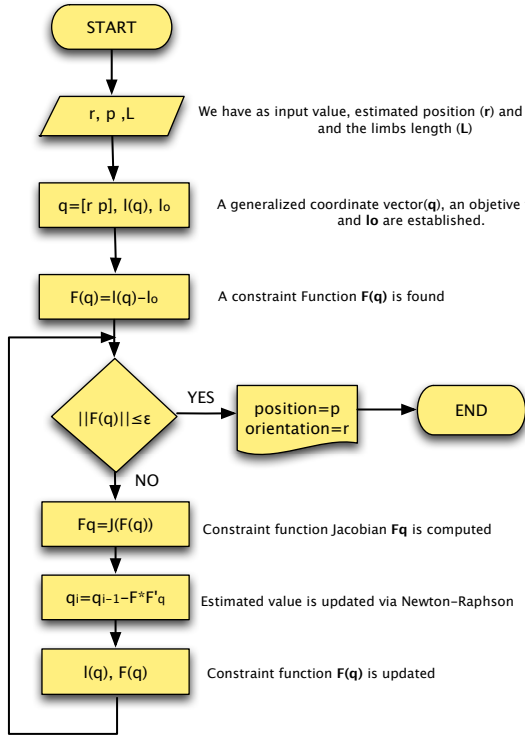 START
r, p ,L
We have as input value, estimated position (r) and
and the limbs length (L)
q=[r p], l(q), lo
A generalized coordinate vector(q), an objetive
and lo are established.
F(q)=l(q)-lo
A constraint Function F(q) is found
||F(q)||≤ε
YES
position=p
orientation=r
END
NO
Fq=J(F(q))
Constraint function Jacobian Fq is computed
qi=qi-1-F*F'q
Estimated value is updated via Newton-Raphson
l(q), F(q)
Constraint function F(q) is updated